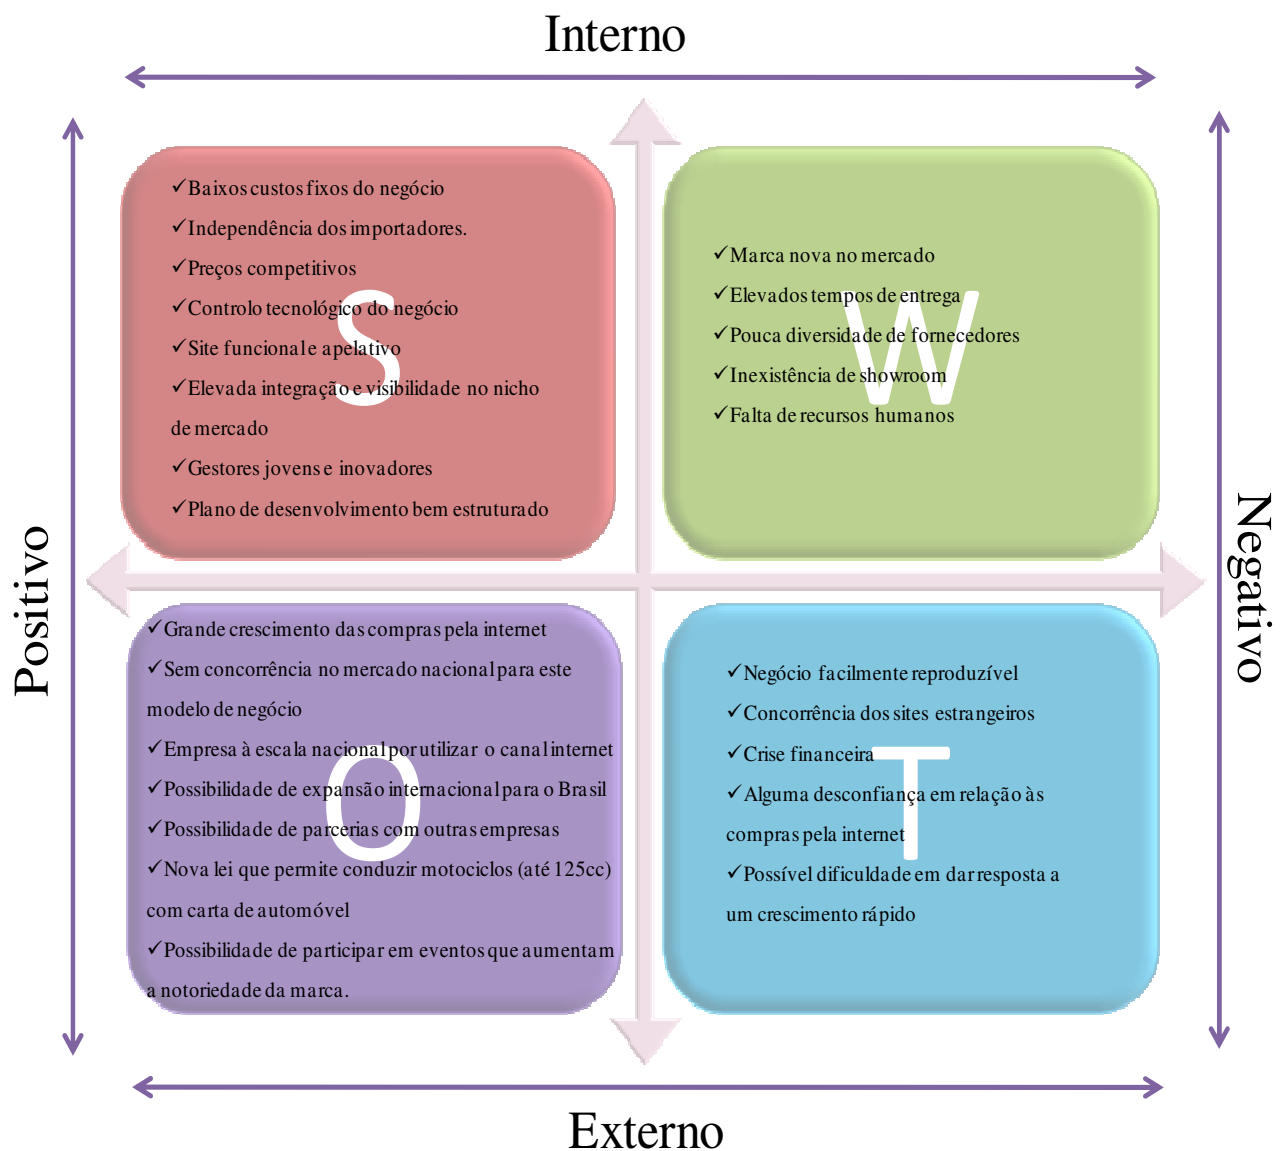 Interno
Positivo
✓Baixos custos fixos do negócio
✓Independência dos importadores.
✓Preços competitivos
✓Controlo tecnológico do negócio
✓Site funcional e apelativo
✓Elevada integração e visibilidade no nicho
de mercado
✓Gestores jovens e inovadores
✓Plano de desenvolvimento bem estruturado
S
✓Marca nova no mercado
✓Elevados tempos de entrega
✓Pouca diversidade de fornecedores
✓Inexistência de showroom
✓Falta de recursos humanos
W
Negativo
✓Grande crescimento das compras pela internet
✓Sem concorrência no mercado nacional para este
modelo de negócio
✓Empresa à escala nacional por utilizar o canal internet
✓Possibilidade de expansão internacional para o Brasil
✓Possibilidade de parcerias com outras empresas
✓Nova lei que permite conduzir motociclos (até 125cc)
com carta de automóvel
✓Possibilidade de participar em eventos que aumentam
a notoriedade da marca.
O
✓Negócio facilmente reproduzível
✓Concorrência dos sites estrangeiros
✓Crise financeira
✓Alguma desconfiança em relação às
compras pela internet
✓Possível dificuldade em dar resposta a
um crescimento rápido
T
Externo